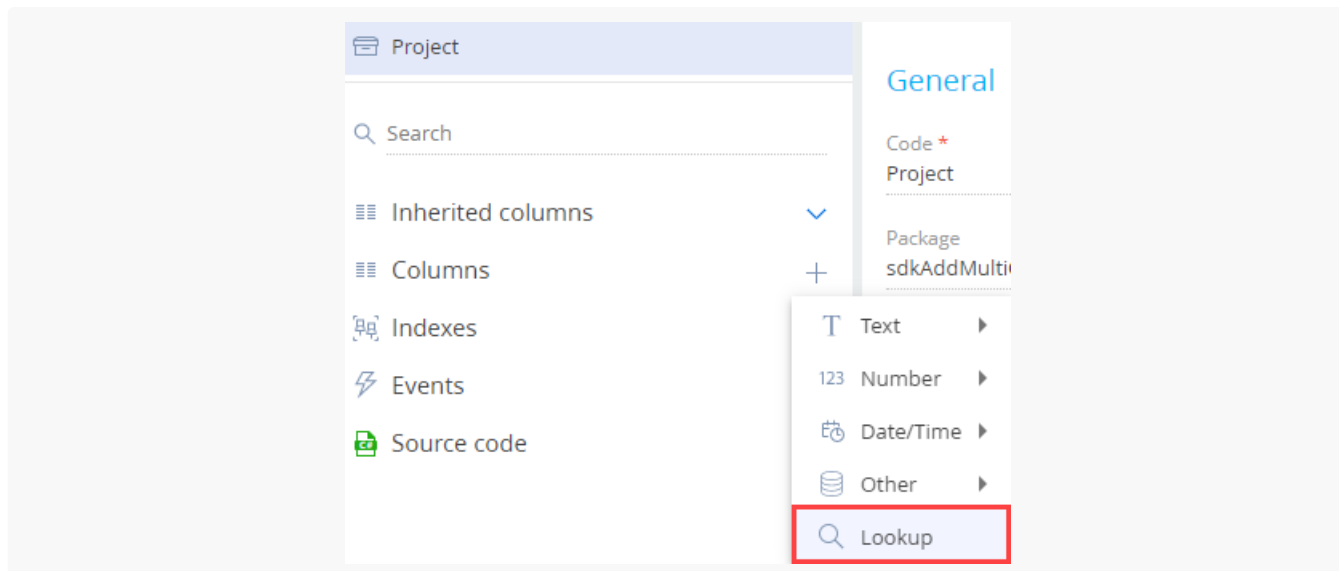 Project
Search
Inherited columns
Columns
Indexes
Events
C#
Source code
General
Code *
Project
Package
sdkAddMulti
T Text
123 Number
Date/Time
Other
Lookup